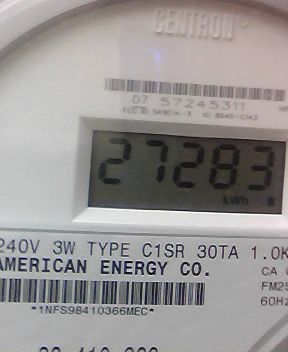 CENTRON®
07 57245311
27283
kWh
240V 3W TYPE C1SR 30TA 1.0K
AMERICAN ENERGY CO.
CA
FM2S
60Hz
*1NFS98410366MEC*